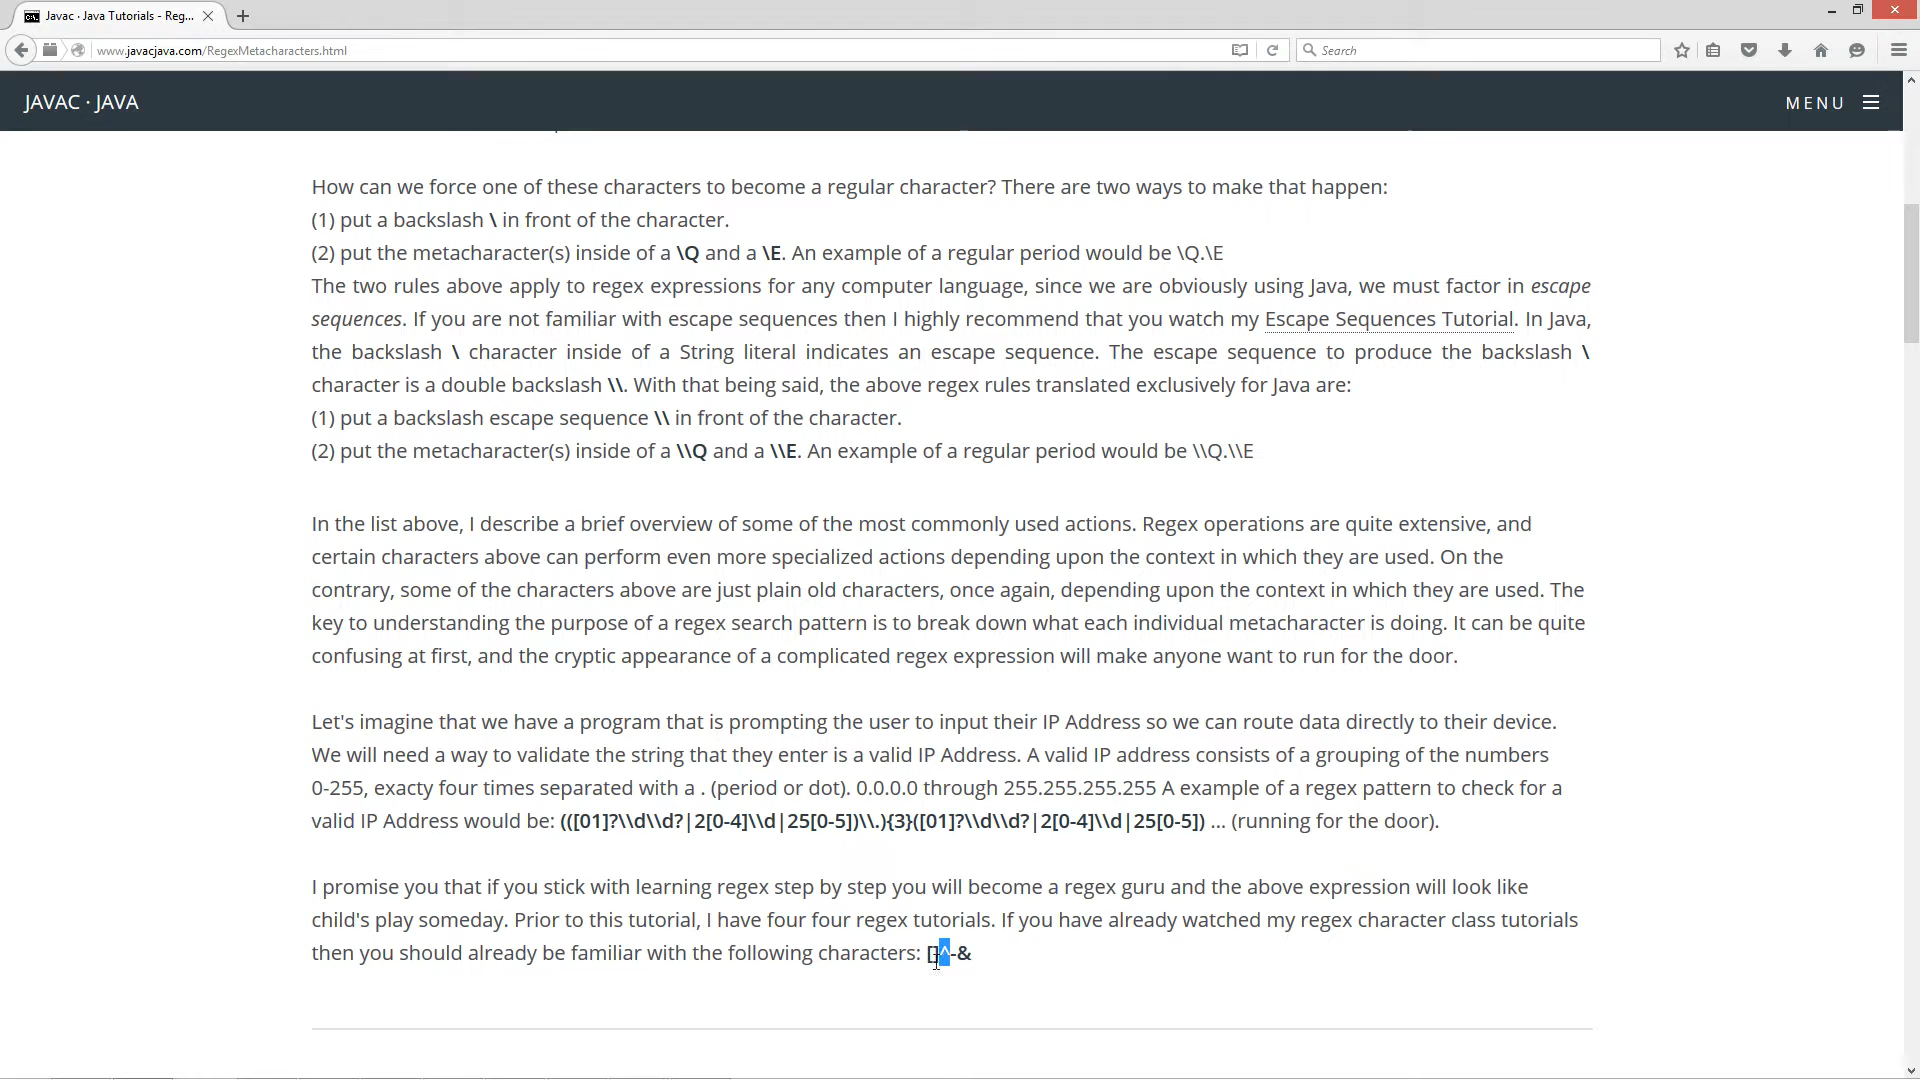 Javac · Java Tutorials - Reg...
www.javacjava.com/RegexMetacharacters.html
Search
JAVAC · JAVA
MENU
How can we force one of these characters to become a regular character? There are two ways to make that happen:
(1) put a backslash \ in front of the character.
(2) put the metacharacter(s) inside of a \Q and a \E. An example of a regular period would be \Q.\E
The two rules above apply to regex expressions for any computer language, since we are obviously using Java, we must factor in escape
sequences. If you are not familiar with escape sequences then I highly recommend that you watch my Escape Sequences Tutorial. In Java,
the backslash \ character inside of a String literal indicates an escape sequence. The escape sequence to produce the backslash \
character is a double backslash \\. With that being said, the above regex rules translated exclusively for Java are:
(1) put a backslash escape sequence \\ in front of the character.
(2) put the metacharacter(s) inside of a \\Q and a \\E. An example of a regular period would be \\Q.\\E
In the list above, I describe a brief overview of some of the most commonly used actions. Regex operations are quite extensive, and
certain characters above can perform even more specialized actions depending upon the context in which they are used. On the
contrary, some of the characters above are just plain old characters, once again, depending upon the context in which they are used. The
key to understanding the purpose of a regex search pattern is to break down what each individual metacharacter is doing. It can be quite
confusing at first, and the cryptic appearance of a complicated regex expression will make anyone want to run for the door.
Let's imagine that we have a program that is prompting the user to input their IP Address so we can route data directly to their device.
We will need a way to validate the string that they enter is a valid IP Address. A valid IP address consists of a grouping of the numbers
0-255, exacty four times separated with a . (period or dot). 0.0.0.0 through 255.255.255.255 A example of a regex pattern to check for a
valid IP Address would be: (([01]?\\d\\d?|2[0-4]\\d|25[0-5])\\.){3}([01]?\\d\\d?|2[0-4]\\d|25[0-5]) ... (running for the door).
I promise you that if you stick with learning regex step by step you will become a regex guru and the above expression will look like
child's play someday. Prior to this tutorial, I have four four regex tutorials. If you have already watched my regex character class tutorials
then you should already be familiar with the following characters: []^-&